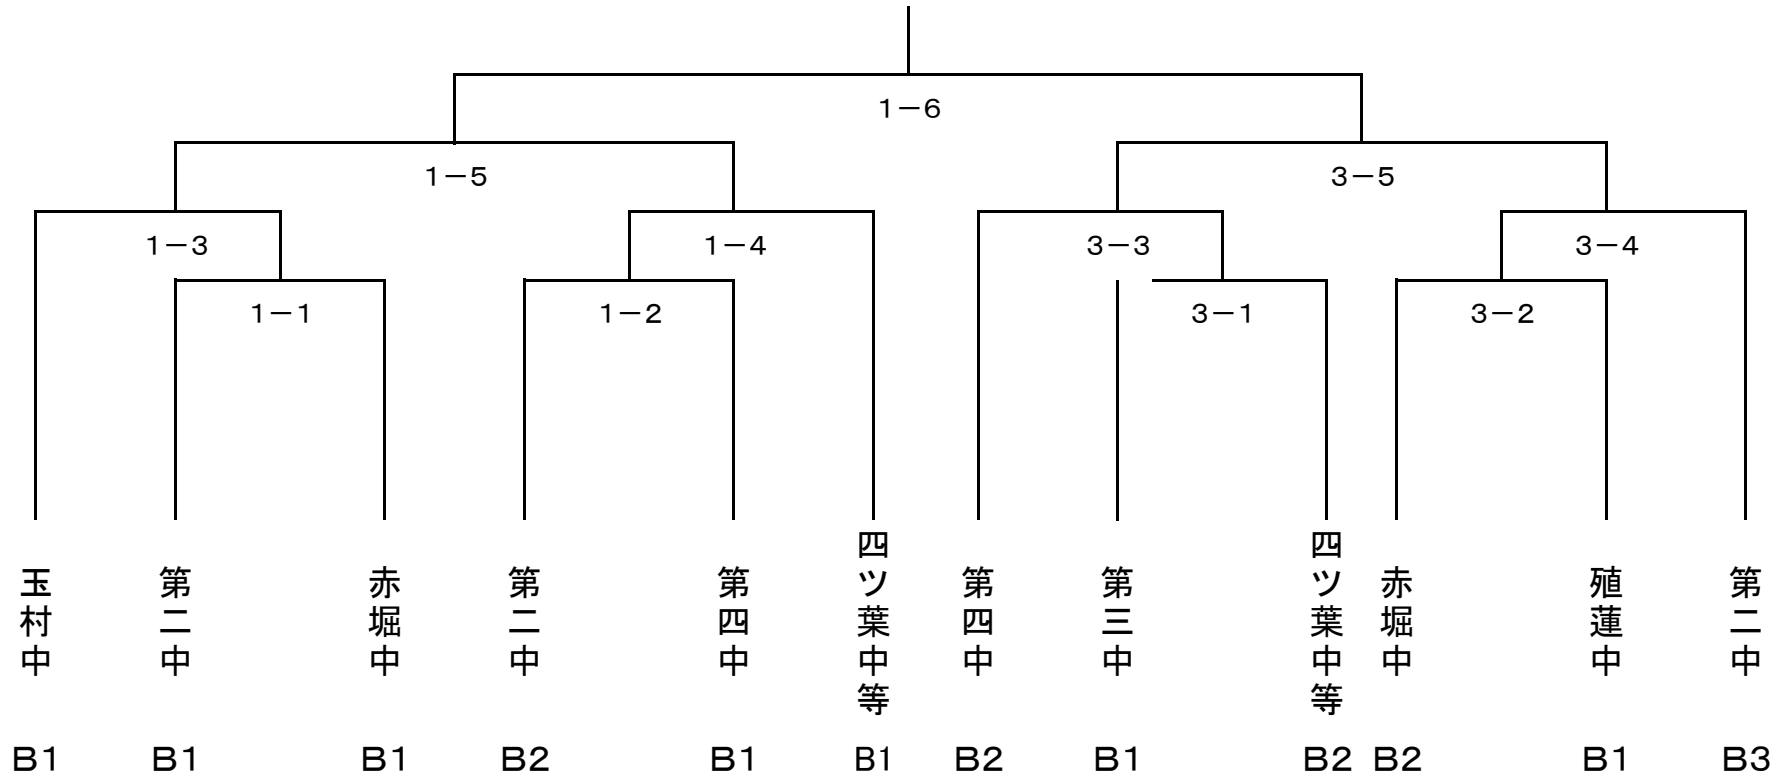 1－6
1－5
3－5
1－3
1－4
3－3
3－4
1－1
1－2
3－1
3－2
玉村中
第二中
赤堀中
第二中
第四中
四ツ葉中等
第四中
第三中
四ツ葉中等
赤堀中
殖蓮中
第二中
B1
B1
B1
B2
B1
B1
B2
B1
B2
B2
B1
B3